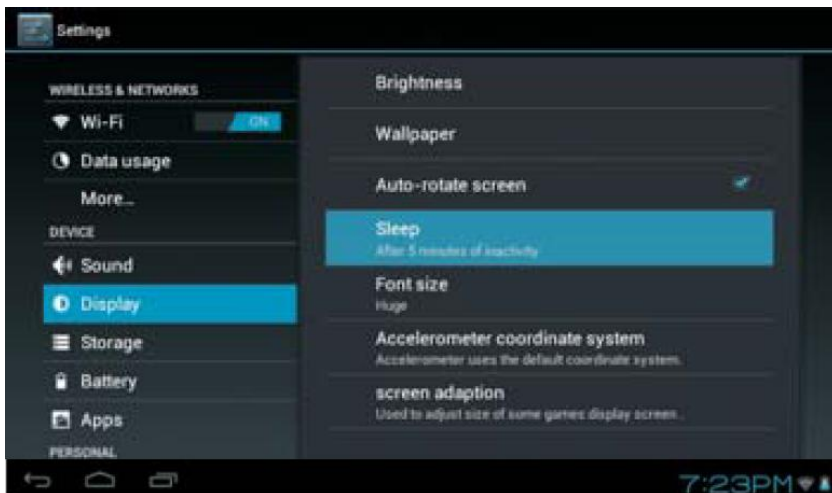 Settings
WIRELESS & NETWORKS
Wi-Fi ON
Data usage
More...
DEVICE
Sound
Display
Storage
Battery
Apps
PERSONAL
Brightness
Wallpaper
Auto-rotate screen
Sleep
After 5 minutes of inactivity
Font size
Huge
Accelerometer coordinate system
Accelerometer uses the default coordinate system.
screen adaption
Used to adjust size of some games display screen.
7:23PM